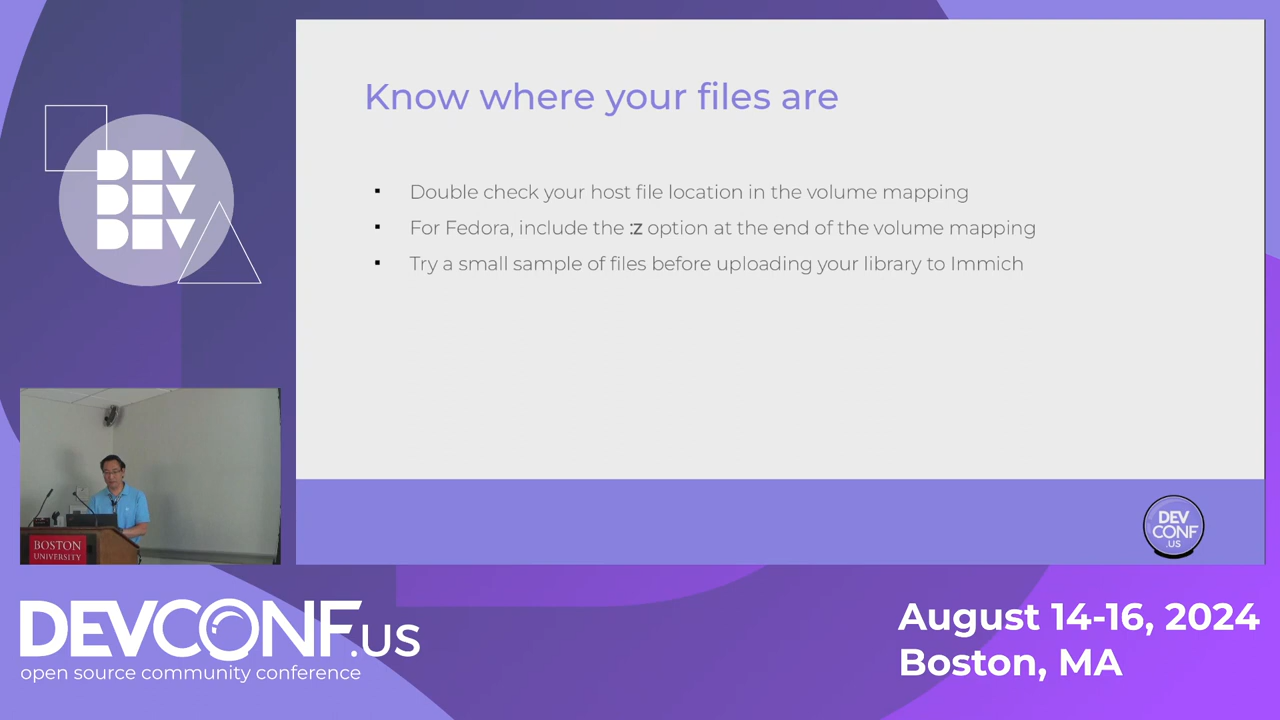 Know where your files are
Double check your host file location in the volume mapping
For Fedora, include the :z option at the end of the volume mapping
Try a small sample of files before uploading your library to Immich
DEV
DEV
DEV
BOSTON
UNIVERSITY
DEV
CONF
.US
DEVCONF.US
open source community conference
August 14-16, 2024
Boston, MA